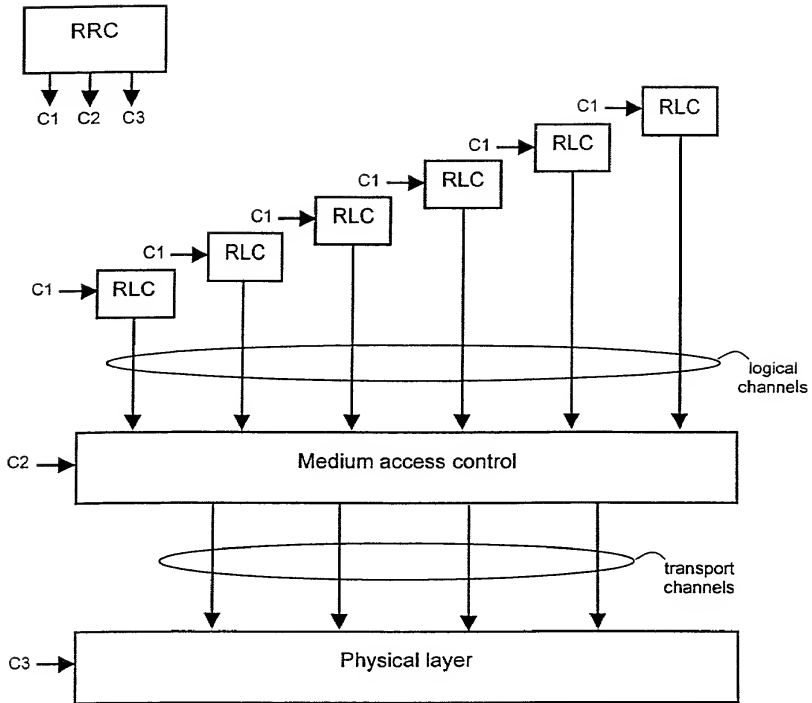 RRC
C1 C2 C3
C1 RLC
C1 RLC
C1 RLC
C1 RLC
C1 RLC
C1 RLC
logical
channels
C2 Medium access control
transport
channels
C3 Physical layer